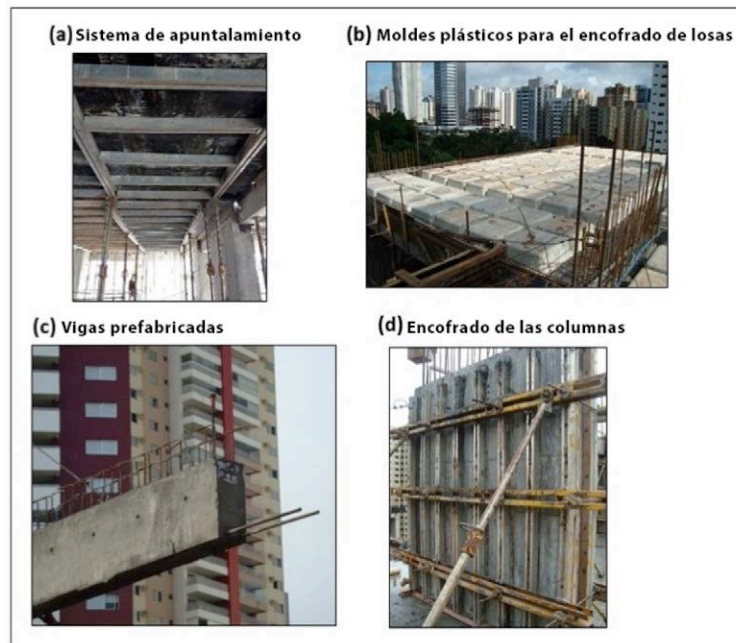 (a) Sistema de apuntalamiento
(b) Moldes plásticos para el encofrado de losas
(c) Vigas prefabricadas
(d) Encofrado de las columnas